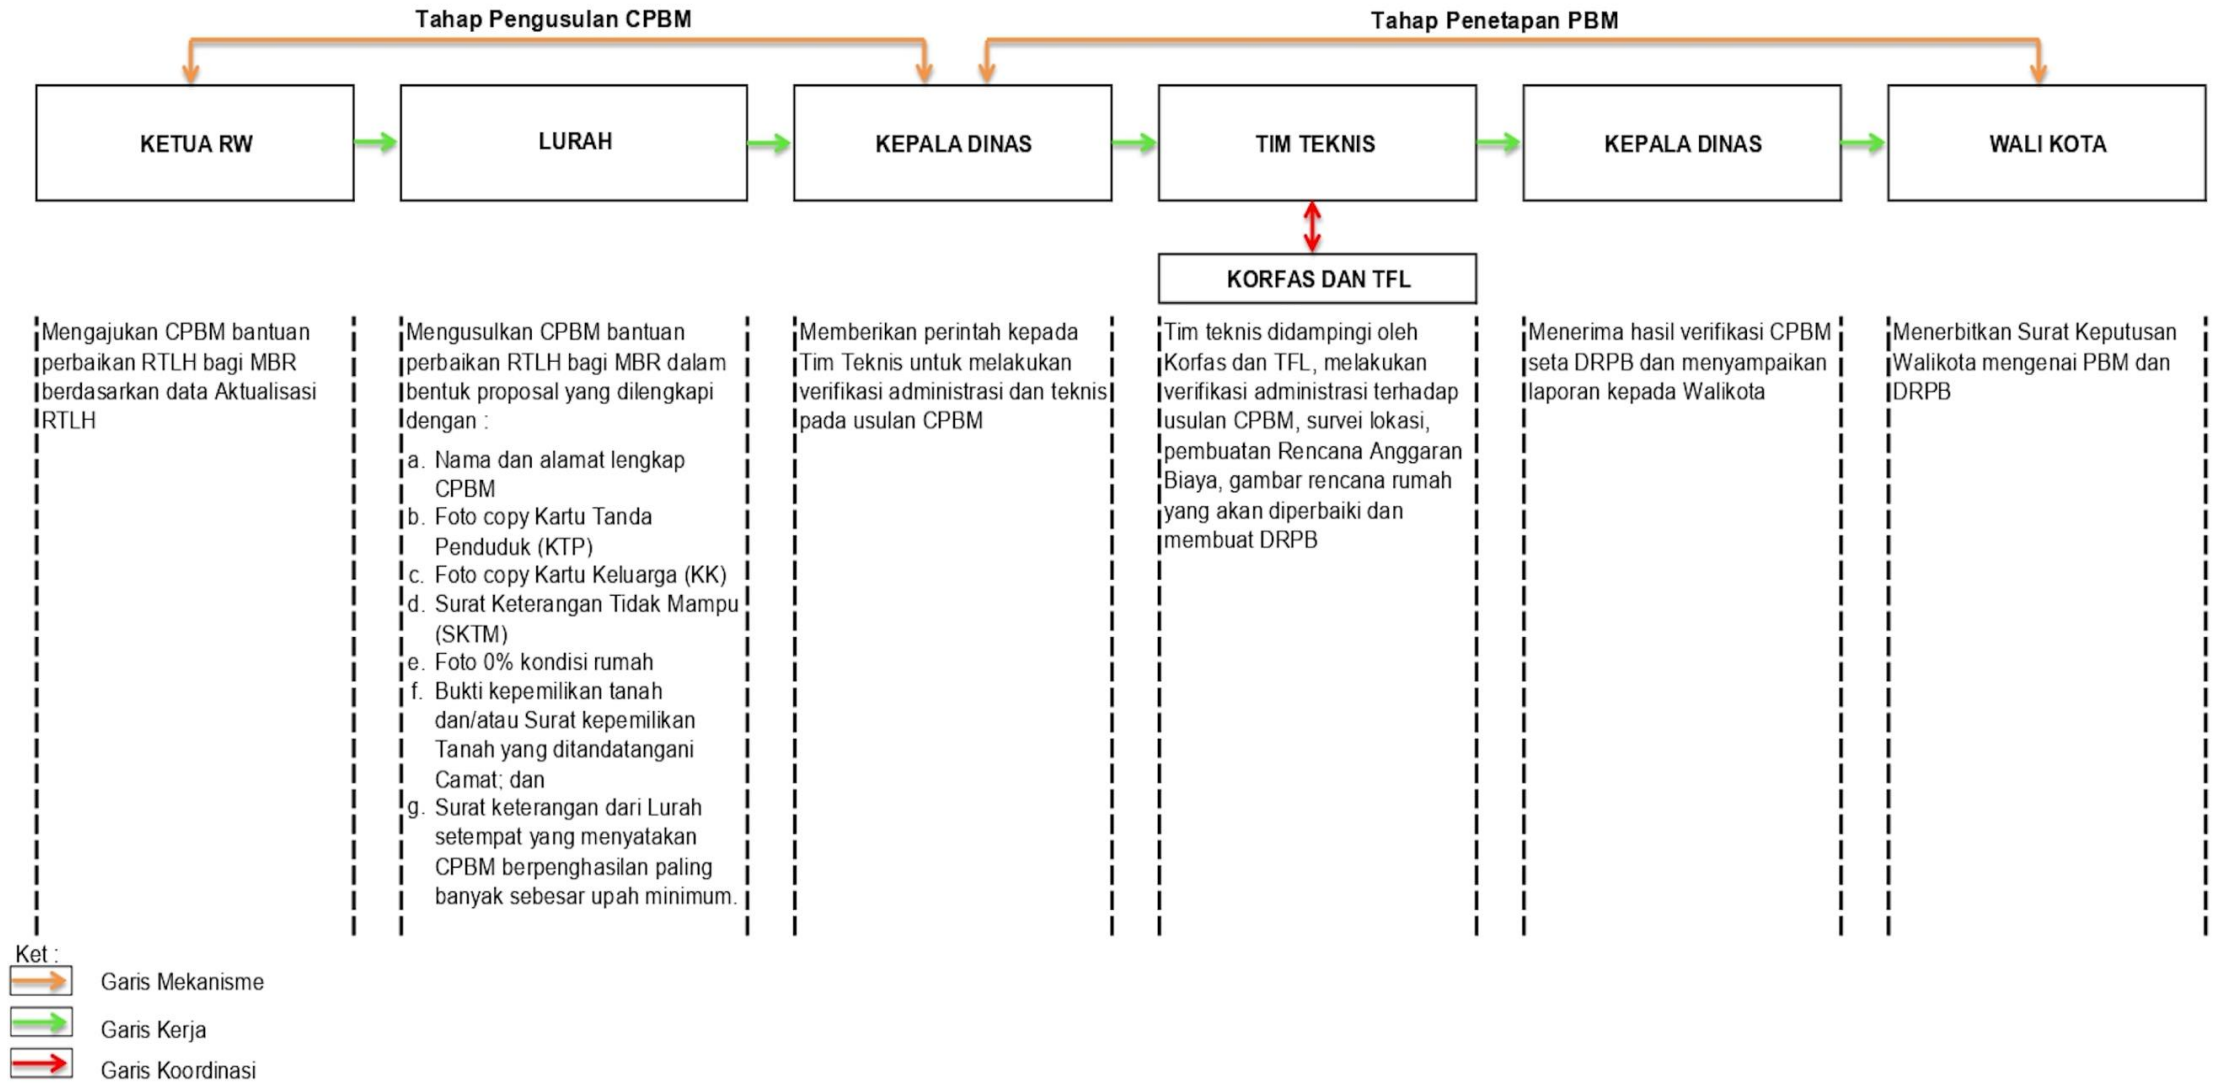 Tahap Pengusulan CPBM
Tahap Penetapan PBM
KETUA RW
LURAH
KEPALA DINAS
TIM TEKNIS
KEPALA DINAS
WALI KOTA
KORFAS DAN TFL
Mengajukan CPBM bantuan
perbaikan RTLH bagi MBR
berdasarkan data Aktualisasi
RTLH
Mengusulkan CPBM bantuan
perbaikan RTLH bagi MBR dalam
bentuk proposal yang dilengkapi
dengan :
a. Nama dan alamat lengkap
CPBM
b. Foto copy Kartu Tanda
Penduduk (KTP)
c. Foto copy Kartu Keluarga (KK)
d. Surat Keterangan Tidak Mampu
(SKTM)
e. Foto 0% kondisi rumah
f. Bukti kepemilikan tanah
dan/atau Surat kepemilikan
Tanah yang ditandatangani
Camat; dan
g. Surat keterangan dari Lurah
setempat yang menyatakan
CPBM berpenghasilan paling
banyak sebesar upah minimum.
Memberikan perintah kepada
Tim Teknis untuk melakukan
verifikasi administrasi dan teknis
pada usulan CPBM
Tim teknis didampingi oleh
Korfas dan TFL, melakukan
verifikasi administrasi terhadap
usulan CPBM, survei lokasi,
pembuatan Rencana Anggaran
Biaya, gambar rencana rumah
yang akan diperbaiki dan
membuat DRPB
Menerima hasil verifikasi CPBM
seta DRPB dan menyampaikan
laporan kepada Walikota
Menerbitkan Surat Keputusan
Walikota mengenai PBM dan
DRPB
Ket :
Garis Mekanisme
Garis Kerja
Garis Koordinasi